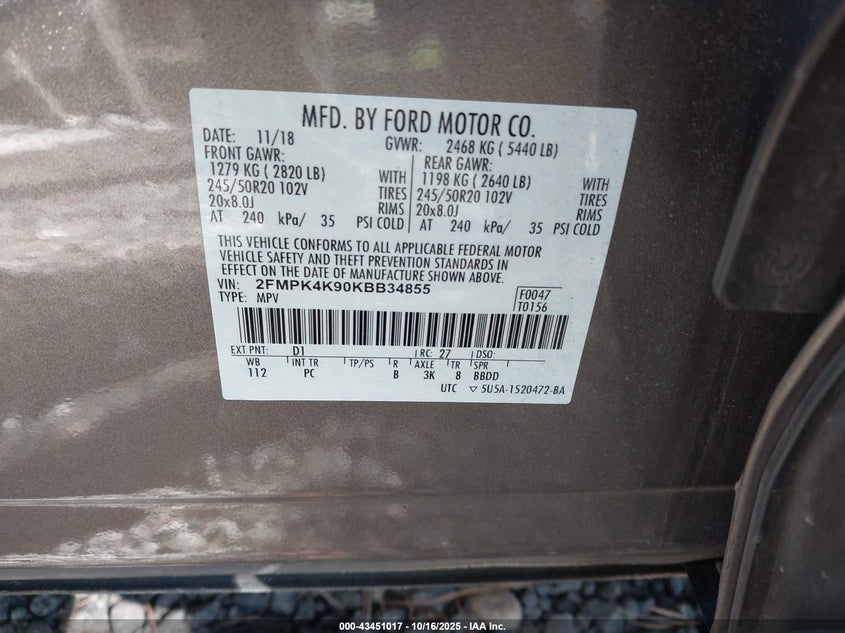 MFD. BY FORD MOTOR CO.
DATE: 11/18 GVWR: 2468 KG ( 5440 LB)
FRONT GAWR: REAR GAWR:
1279 KG ( 2820 LB) WITH 1198 KG ( 2640 LB) WITH
245/50R20 102V TIRES 245/50R20 102V TIRES
20x8.0J RIMS 20x8.0J RIMS
AT 240 kPa/ 35 PSI COLD AT 240 kPa/ 35 PSI COLD
THIS VEHICLE CONFORMS TO ALL APPLICABLE FEDERAL MOTOR
VEHICLE SAFETY AND THEFT PREVENTION STANDARDS IN
EFFECT ON THE DATE OF MANUFACTURE SHOWN ABOVE.
VIN: 2FMPK4K90KBB34855 F0047
TYPE: MPV T0156
EXT PNT: D1 RC: 27 DSO:
WB INT TR TP/PS R AXLE TR SPR
112 PC B 3K 8 BBDD
UTC ▽ 5U5A-1520472-BA
000-43451017 - 10/16/2025 - IAA Inc.